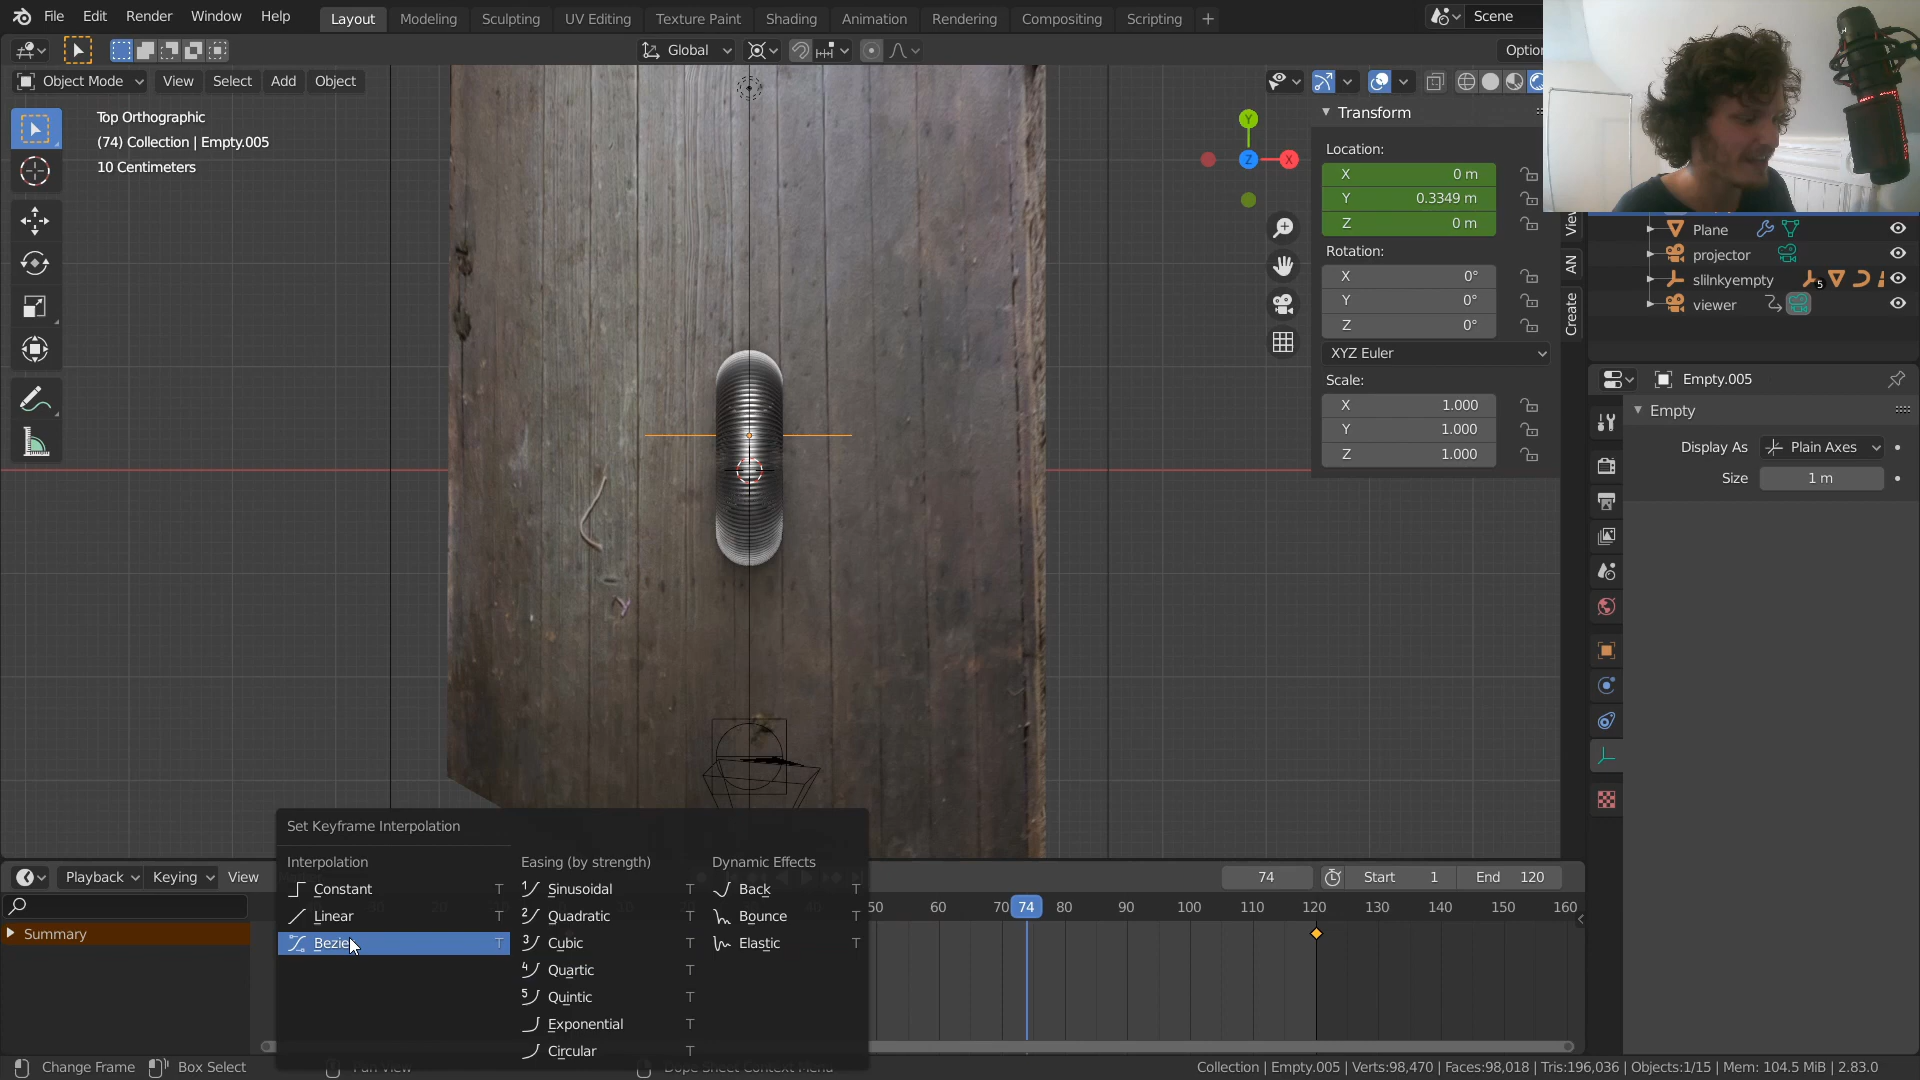 File Edit Render Window Help Layout Modeling Sculpting UV Editing Texture Paint Shading Animation Rendering Compositing Scripting Scene
Global Optio
Object Mode View Select Add Object
Top Orthographic
(74) Collection | Empty.005
10 Centimeters
Y
Z
X
Transform
Location:
X 0 m
Y 0.3349 m
Z 0 m
Rotation:
X 0°
Y 0°
Z 0°
XYZ Euler
Scale:
X 1.000
Y 1.000
Z 1.000
AN
Create
Plane
projector
slilnkyempty 5
viewer
Empty.005
Empty
Display As Plain Axes
Size 1 m
Set Keyframe Interpolation
Interpolation Easing (by strength) Dynamic Effects
Constant T Sinusoidal T Back T
Linear T Quadratic T Bounce T
Bezie T Cubic T Elastic T
Quartic T
Quintic T
Exponential T
Circular T
Playback Keying View 74 Start 1 End 120
50 60 70 74 80 90 100 110 120 130 140 150 160
Summary
Change Frame Box Select Collection | Empty.005 | Verts:98,470 | Faces:98,018 | Tris:196,036 | Objects:1/15 | Mem: 104.5 MiB | 2.83.0